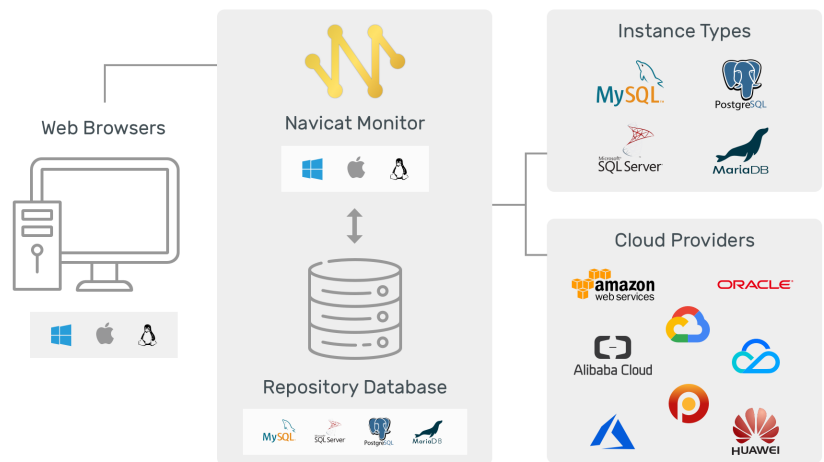 Web Browsers
Navicat Monitor
Repository Database
MySQL
SQL Server
PostgreSQL
MariaDB
Instance Types
MySQL
PostgreSQL
Microsoft
SQL Server
MariaDB
Cloud Providers
amazon
web services
ORACLE
Alibaba Cloud
HUAWEI